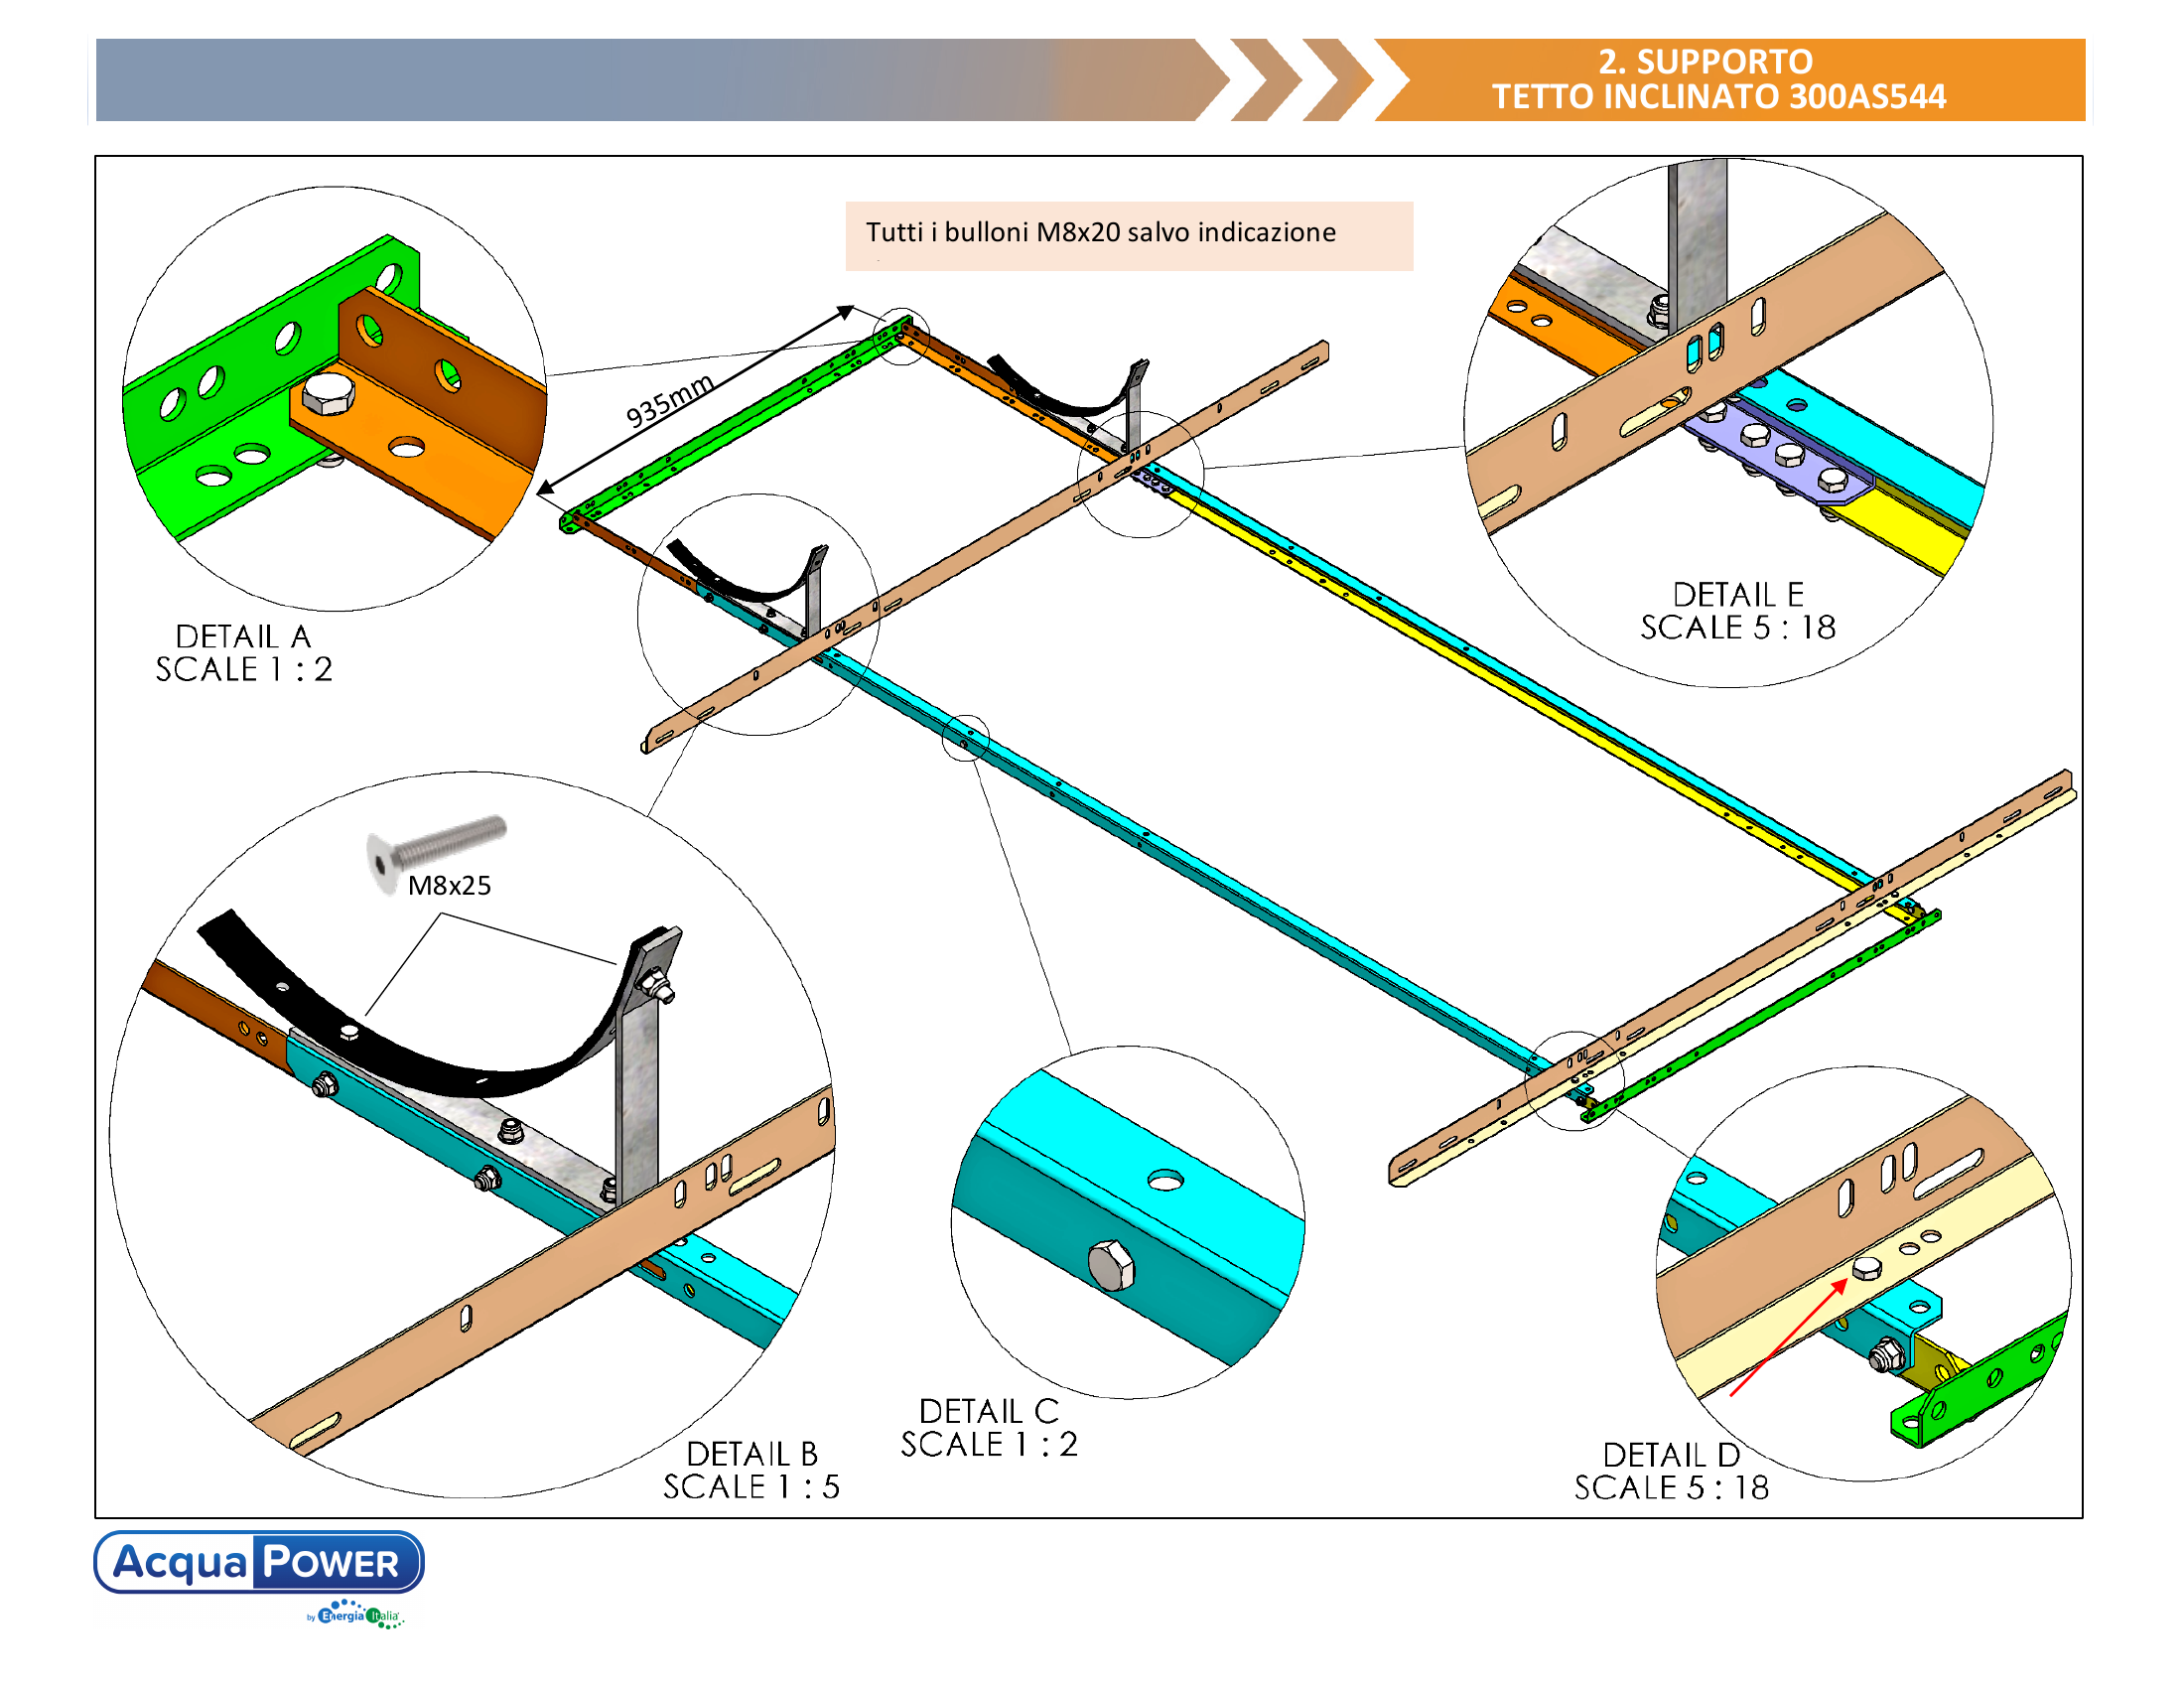 2. SUPPORTO
TETTO INCLINATO 300AS544
Tutti i bulloni M8x20 salvo indicazione
935mm
DETAIL A
SCALE 1 : 2
DETAIL E
SCALE 5 : 18
M8x25
DETAIL B
SCALE 1 : 5
DETAIL C
SCALE 1 : 2
DETAIL D
SCALE 5 : 18
Acqua POWER
by Energia Italia